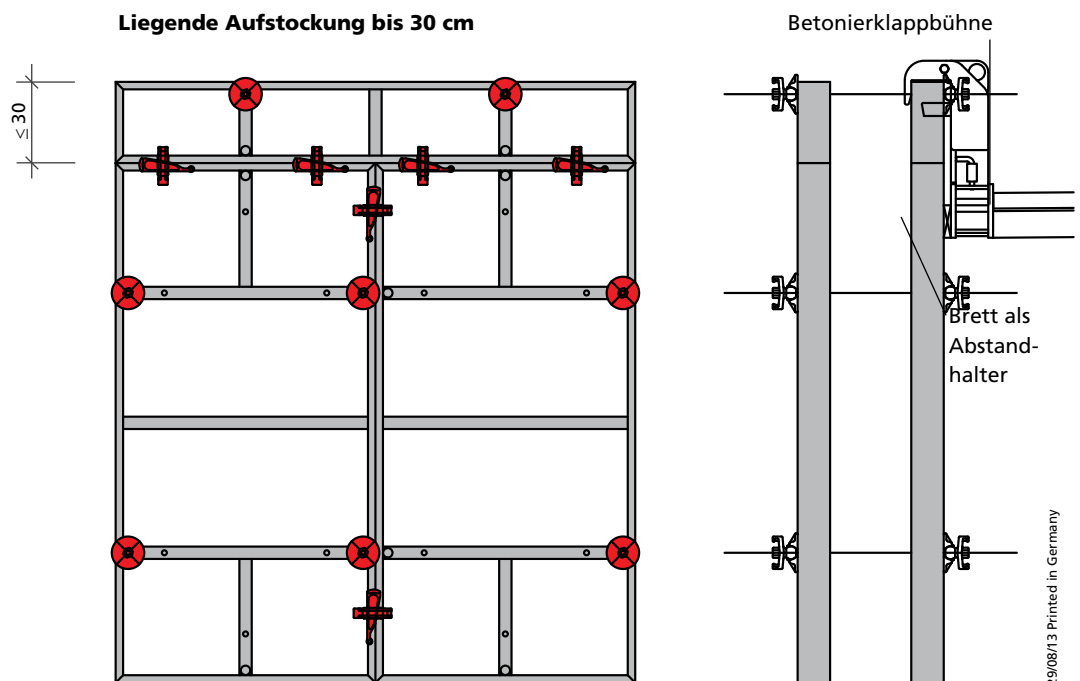 Liegende Aufstockung bis 30 cm
Betonierklappbühne
≤ 30
Brett als
Abstand-
halter
29/08/13 Printed in Germany